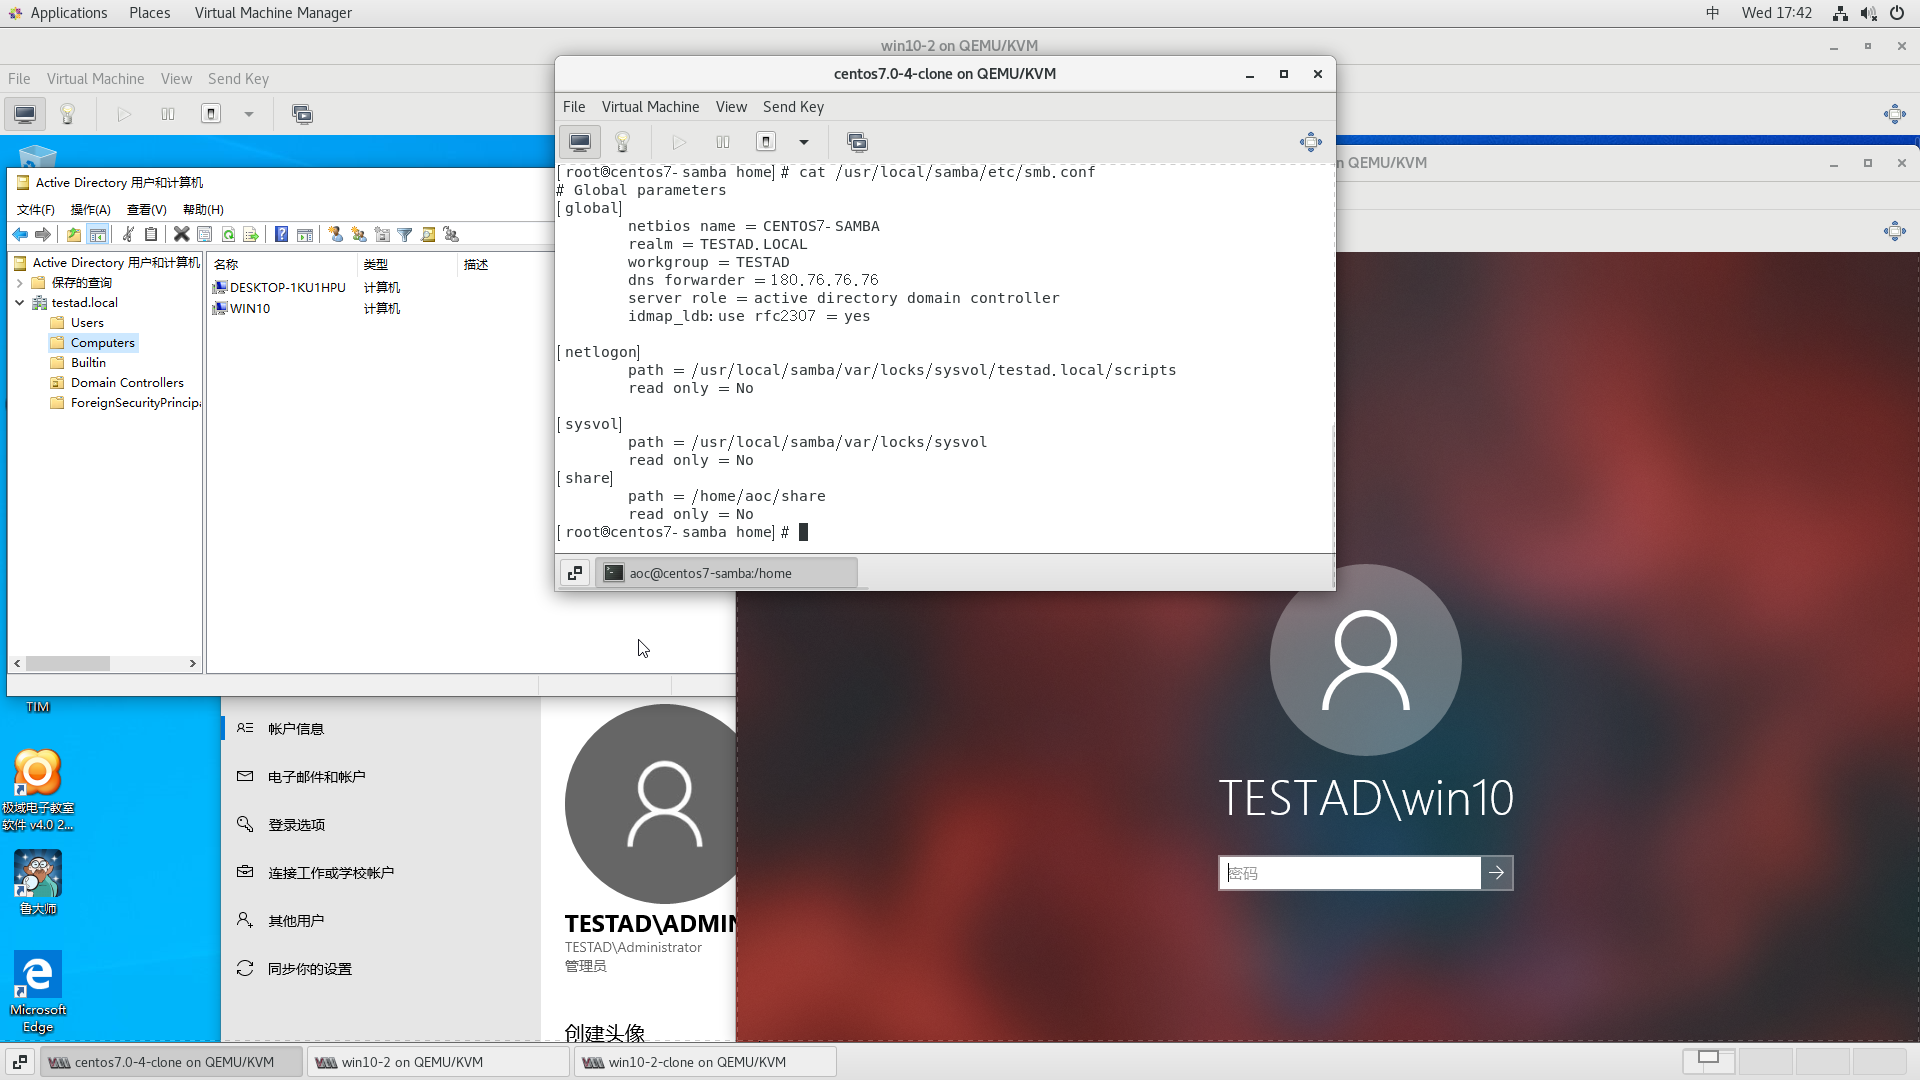 Applications Places Virtual Machine Manager 中 Wed 17:42
win10-2 on QEMU/KVM
File Virtual Machine View Send Key
centos7.0-4-clone on QEMU/KVM
File Virtual Machine View Send Key
[root@centos7-samba home]# cat /usr/local/samba/etc/smb.conf
# Global parameters
[global]
netbios name = CENTOS7-SAMBA
realm = TESTAD.LOCAL
workgroup = TESTAD
dns forwarder = 180.76.76.76
server role = active directory domain controller
idmap_ldb:use rfc2307 = yes
[netlogon]
path = /usr/local/samba/var/locks/sysvol/testad.local/scripts
read only = No
[sysvol]
path = /usr/local/samba/var/locks/sysvol
read only = No
[share]
path = /home/aoc/share
read only = No
[root@centos7-samba home]#
aoc@centos7-samba:/home
n QEMU/KVM
Active Directory 用户和计算机
文件(F) 操作(A) 查看(V) 帮助(H)
Active Directory 用户和计算机
保存的查询
testad.local
Users
Computers
Builtin
Domain Controllers
ForeignSecurityPrincip
名称 类型 描述
DESKTOP-1KU1HPU 计算机
WIN10 计算机
TIM
极域电子教室
软件 v4.0 2...
鲁大师
Microsoft
Edge
帐户信息
电子邮件和帐户
登录选项
连接工作或学校帐户
其他用户
同步你的设置
TESTAD\ADMIN
TESTAD\Administrator
管理员
创建头像
TESTAD\win10
密码
centos7.0-4-clone on QEMU/KVM win10-2 on QEMU/KVM win10-2-clone on QEMU/KVM